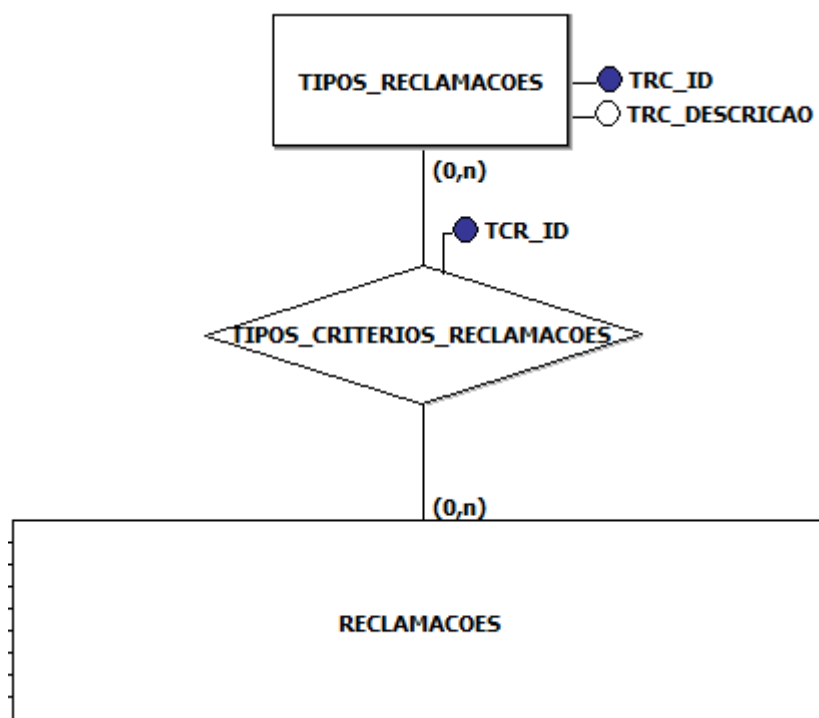 TIPOS_RECLAMACOES
TRC_ID
TRC_DESCRICAO
(0,n)
TCR_ID
TIPOS_CRITERIOS_RECLAMACOES
(0,n)
RECLAMACOES